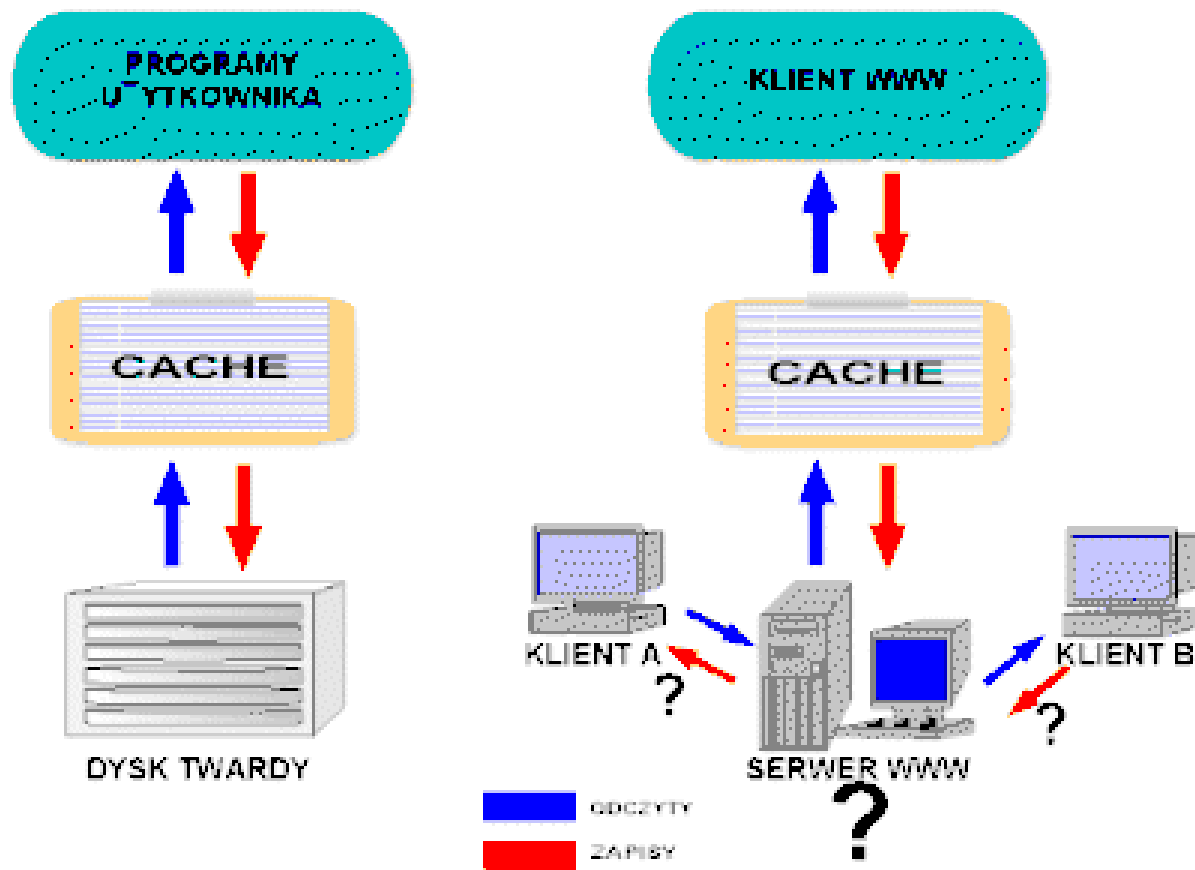 PROGRAMY
U YTKOWNIKA
KLIENT WWW
CACHE
CACHE
KLIENT A
KLIENT B
?
?
DYSK TWARDY
SERWER WWW
?
ODCZYTY
ZAPISY